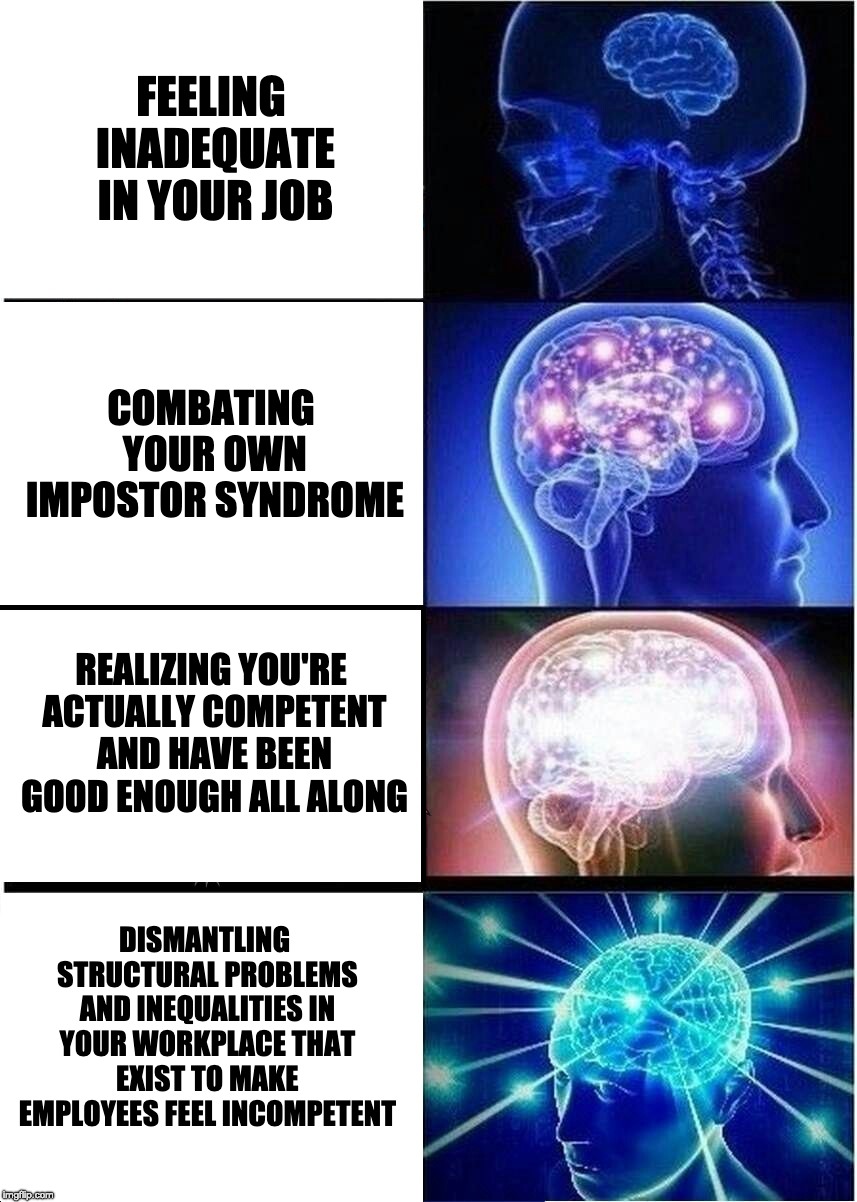 FEELING
INADEQUATE
IN YOUR JOB
COMBATING
YOUR OWN
IMPOSTOR SYNDROME
REALIZING YOU'RE
ACTUALLY COMPETENT
AND HAVE BEEN
GOOD ENOUGH ALL ALONG
DISMANTLING
STRUCTURAL PROBLEMS
AND INEQUALITIES IN
YOUR WORKPLACE THAT
EXIST TO MAKE
EMPLOYEES FEEL INCOMPETENT
imgflip.com